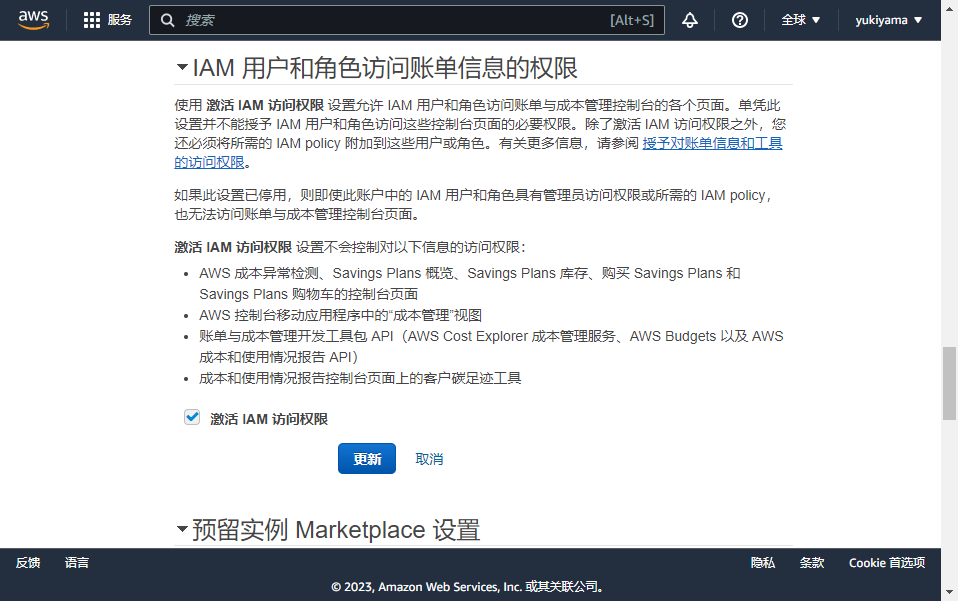 aws 服务 搜索 [Alt+S] 全球 ▼ yukiyama ▼
IAM 用户和角色访问账单信息的权限
使用 激活 IAM 访问权限 设置允许 IAM 用户和角色访问账单与成本管理控制台的各个页面。单凭此
设置并不能授予 IAM 用户和角色访问这些控制台页面的必要权限。除了激活 IAM 访问权限之外，您
还必须将所需的 IAM policy 附加到这些用户或角色。有关更多信息，请参阅 授予对账单信息和工具
的访问权限。
如果此设置已停用，则即使此账户中的 IAM 用户和角色具有管理员访问权限或所需的 IAM policy，
也无法访问账单与成本管理控制台页面。
激活 IAM 访问权限 设置不会控制对以下信息的访问权限：
• AWS 成本异常检测、Savings Plans 概览、Savings Plans 库存、购买 Savings Plans 和
Savings Plans 购物车的控制台页面
• AWS 控制台移动应用程序中的“成本管理”视图
• 账单与成本管理开发工具包 API（AWS Cost Explorer 成本管理服务、AWS Budgets 以及 AWS
成本和使用情况报告 API）
• 成本和使用情况报告控制台页面上的客户碳足迹工具
激活 IAM 访问权限
更新 取消
预留实例 Marketplace 设置
反馈 语言 隐私 条款 Cookie 首选项
© 2023, Amazon Web Services, Inc. 或其关联公司。